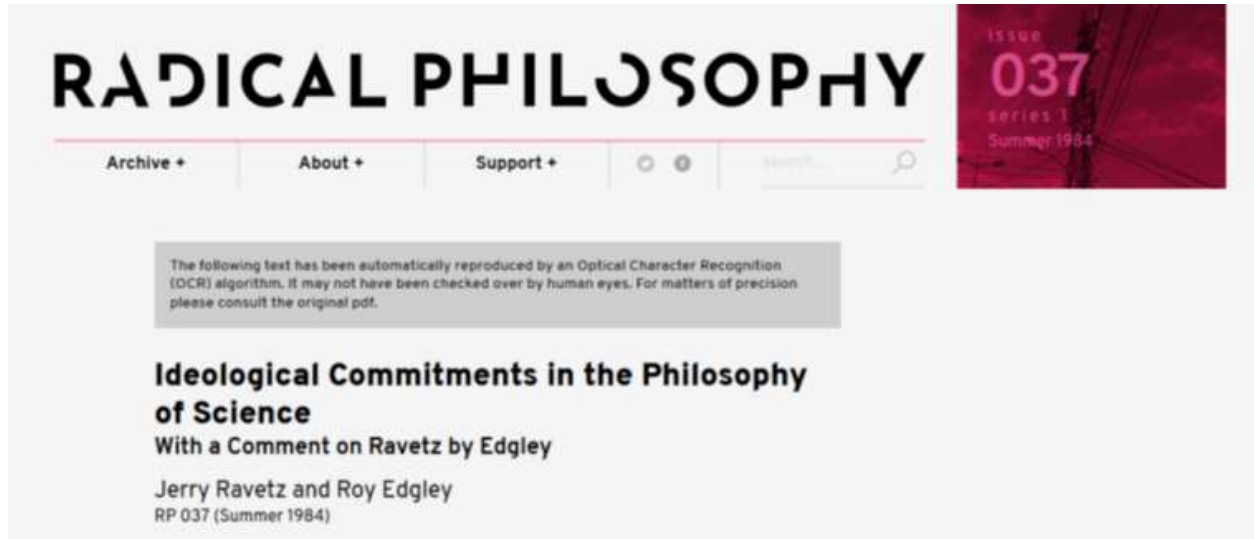 RADICAL PHILOSOPHY
issue
037
series 1
Summer 1984
Archive +
About +
Support +
search...
The following text has been automatically reproduced by an Optical Character Recognition
(OCR) algorithm. It may not have been checked over by human eyes. For matters of precision
please consult the original pdf.
Ideological Commitments in the Philosophy
of Science
With a Comment on Ravetz by Edgley
Jerry Ravetz and Roy Edgley
RP 037 (Summer 1984)